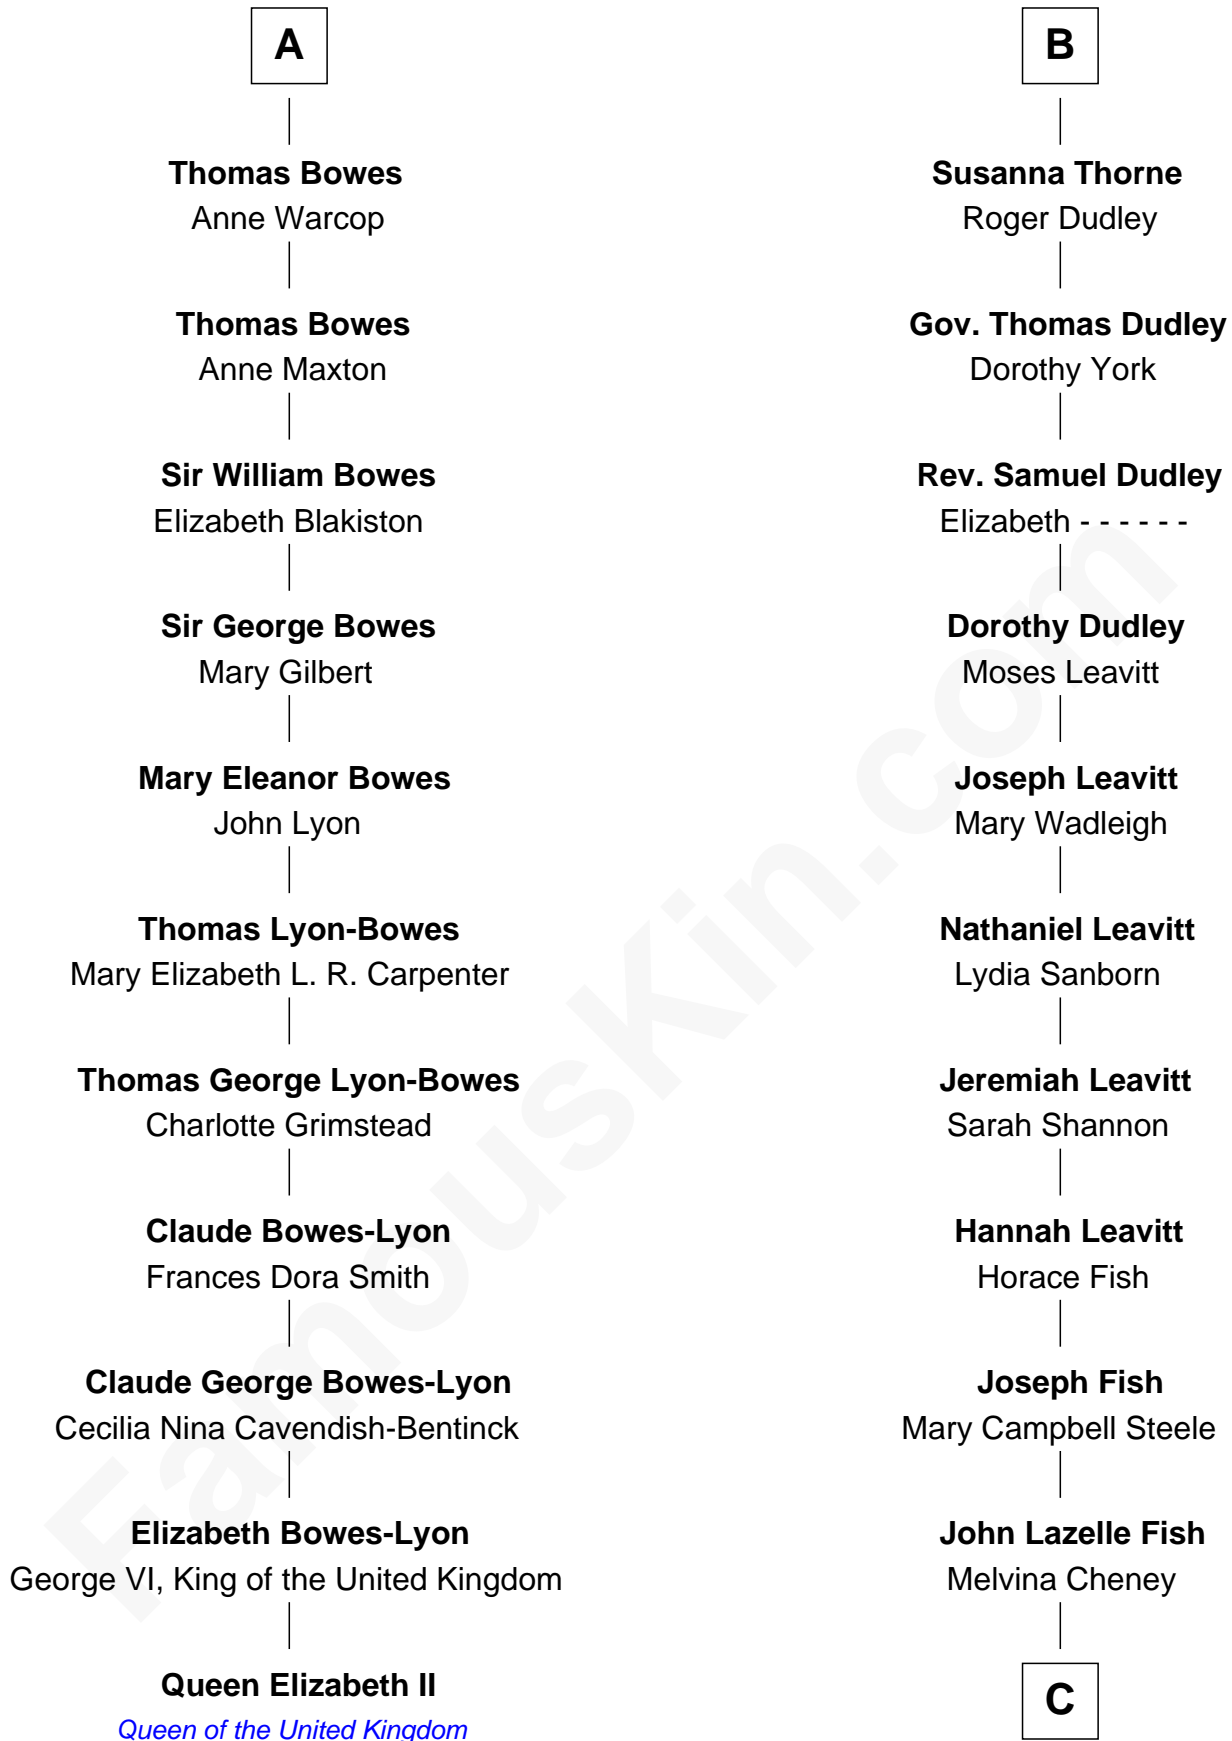 A
Thomas Bowes
Anne Warcop
Thomas Bowes
Anne Maxton
Sir William Bowes
Elizabeth Blakiston
Sir George Bowes
Mary Gilbert
Mary Eleanor Bowes
John Lyon
Thomas Lyon-Bowes
Mary Elizabeth L. R. Carpenter
Thomas George Lyon-Bowes
Charlotte Grimstead
Claude Bowes-Lyon
Frances Dora Smith
Claude George Bowes-Lyon
Cecilia Nina Cavendish-Bentinck
Elizabeth Bowes-Lyon
George VI, King of the United Kingdom
Queen Elizabeth II
Queen of the United Kingdom
B
Susanna Thorne
Roger Dudley
Gov. Thomas Dudley
Dorothy York
Rev. Samuel Dudley
Elizabeth - - - - - -
Dorothy Dudley
Moses Leavitt
Joseph Leavitt
Mary Wadleigh
Nathaniel Leavitt
Lydia Sanborn
Jeremiah Leavitt
Sarah Shannon
Hannah Leavitt
Horace Fish
Joseph Fish
Mary Campbell Steele
John Lazelle Fish
Melvina Cheney
C
FamousKin.com